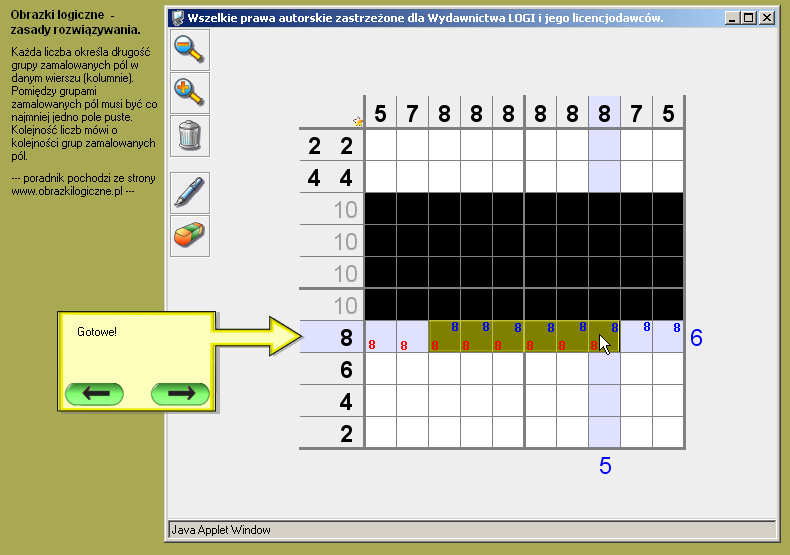 Obrazki logiczne -
zasady rozwiązywania.
Każda liczba określa długość
grupy zamalowanych pól w
danym wierszu (kolumnie).
Pomiędzy grupami
zamalowanych pól musi być co
najmniej jedno pole puste.
Kolejność liczb mówi o
kolejności grup zamalowanych
pól.
--- poradnik pochodzi ze strony
www.obrazkilogiczne.pl ---
Wszelkie prawa autorskie zastrzeżone dla Wydawnictwa LOGI i jego licencjodawców.
5 7 8 8 8 8 8 8 7 5
2 2
4 4
10
10
10
10
Gotowe!
8 8 8 8 8 8 8 8 8 6
8 8 8 8 8 8 8 8
6
4
2
5
Java Applet Window